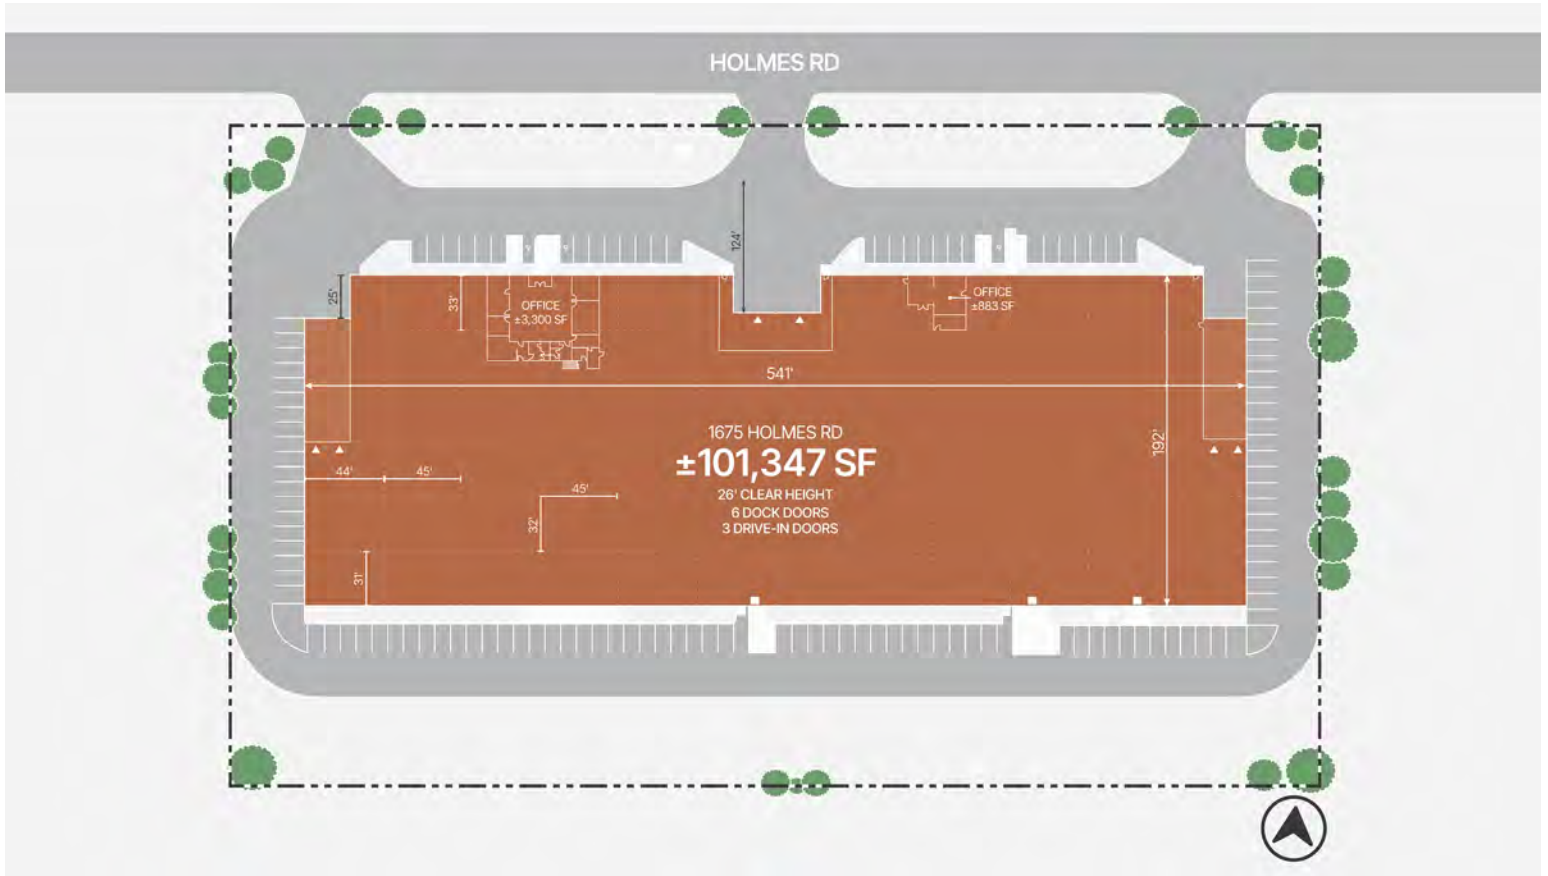 HOLMES RD
124'
25'
33'
OFFICE
±3,300 SF
OFFICE
±883 SF
541'
1675 HOLMES RD
±101,347 SF
26' CLEAR HEIGHT
6 DOCK DOORS
3 DRIVE-IN DOORS
192'
44'
45'
45'
32'
31'